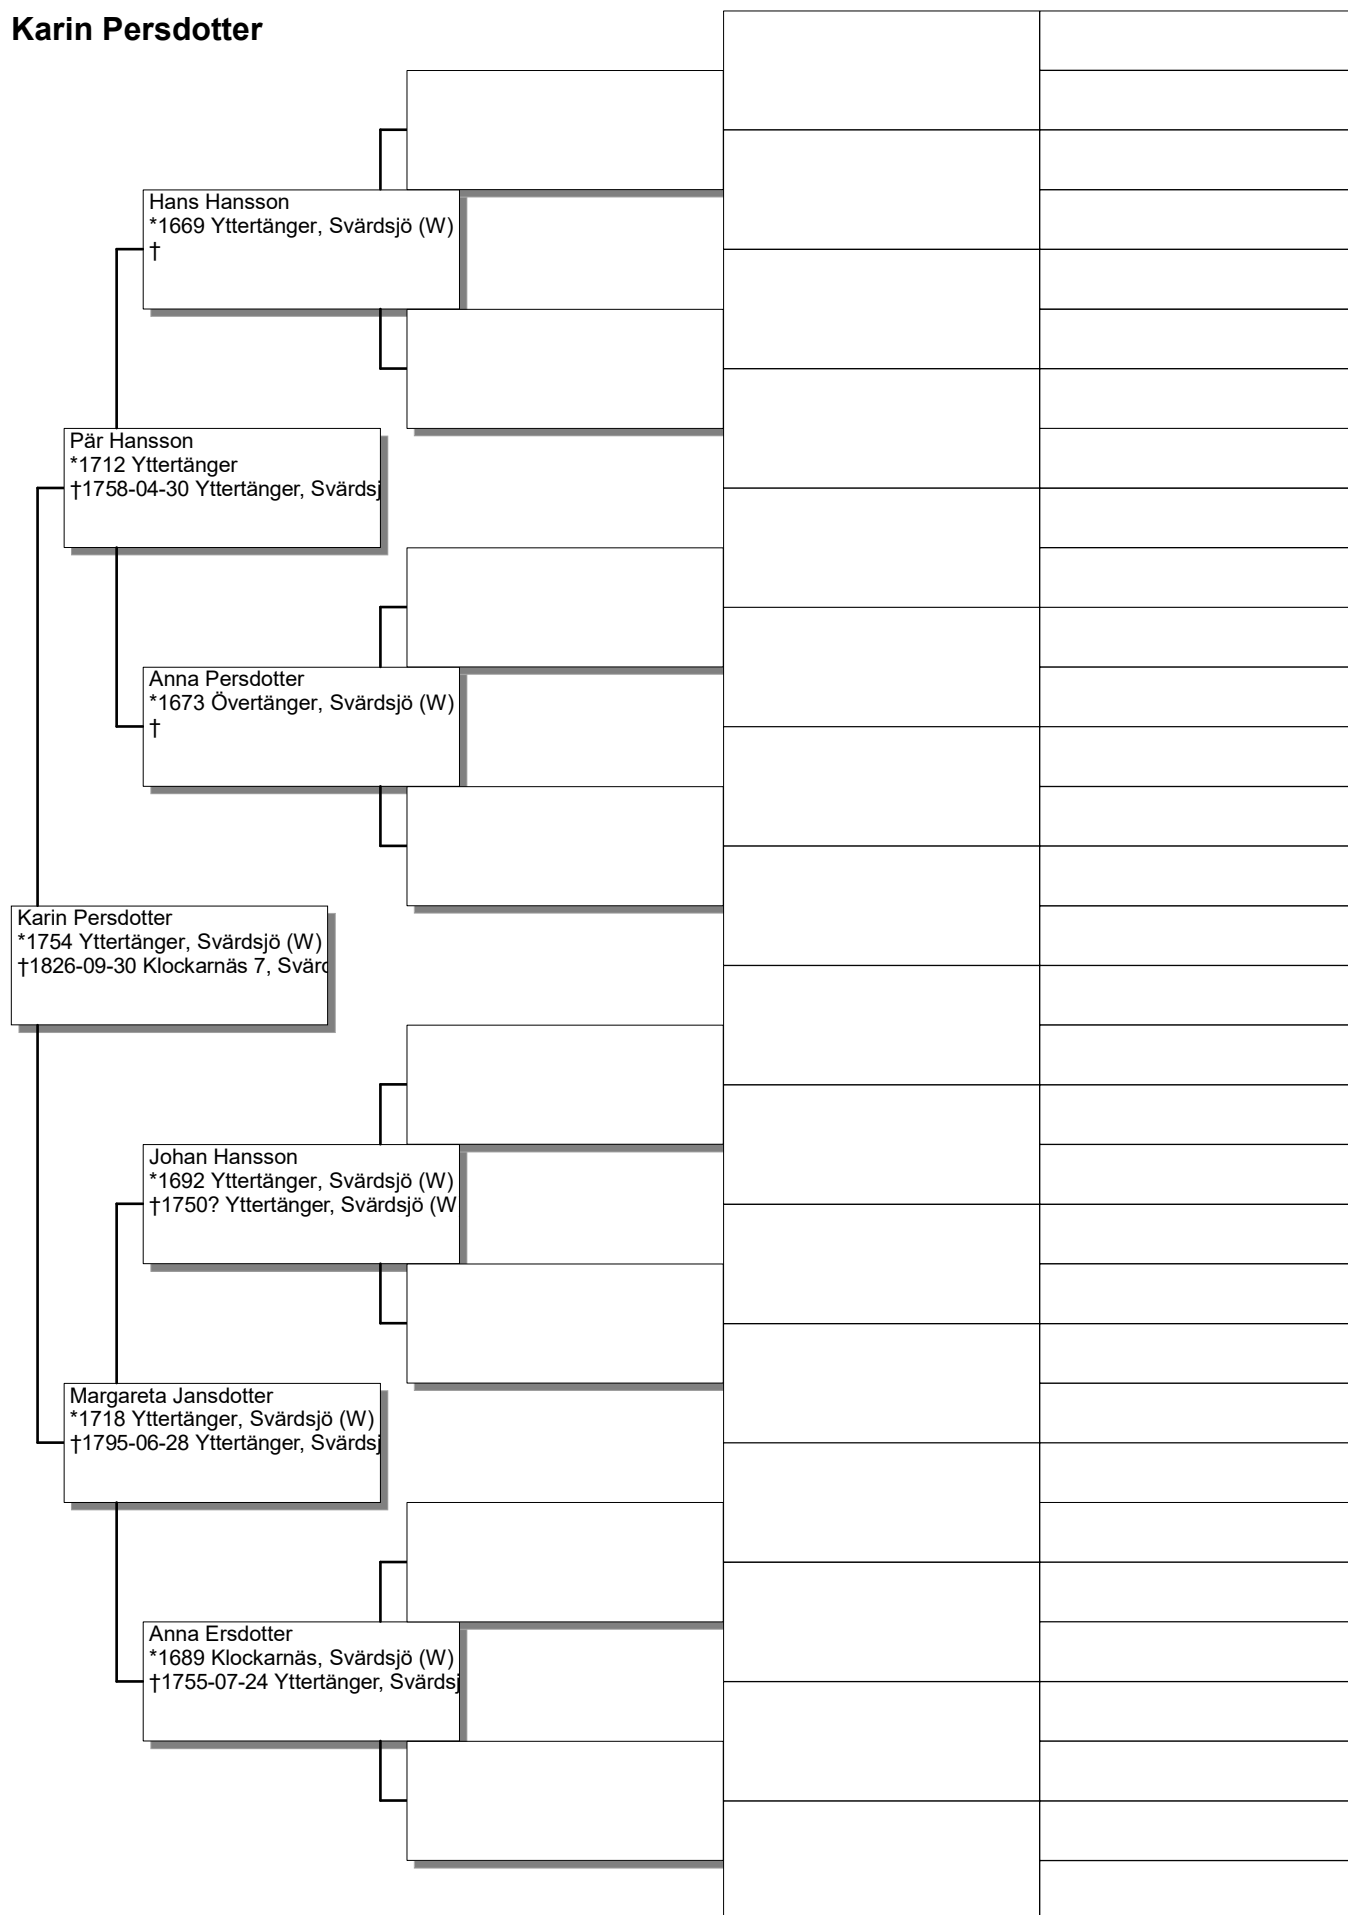 Karin Persdotter
Hans Hansson
*1669 Yttertänger, Svärdsjö (W)
†
Pär Hansson
*1712 Yttertänger
†1758-04-30 Yttertänger, Svärdsj
Anna Persdotter
*1673 Övertänger, Svärdsjö (W)
†
Karin Persdotter
*1754 Yttertänger, Svärdsjö (W)
†1826-09-30 Klockarnäs 7, Svärd
Johan Hansson
*1692 Yttertänger, Svärdsjö (W)
†1750? Yttertänger, Svärdsjö (W
Margareta Jansdotter
*1718 Yttertänger, Svärdsjö (W)
†1795-06-28 Yttertänger, Svärdsj
Anna Ersdotter
*1689 Klockarnäs, Svärdsjö (W)
†1755-07-24 Yttertänger, Svärdsj